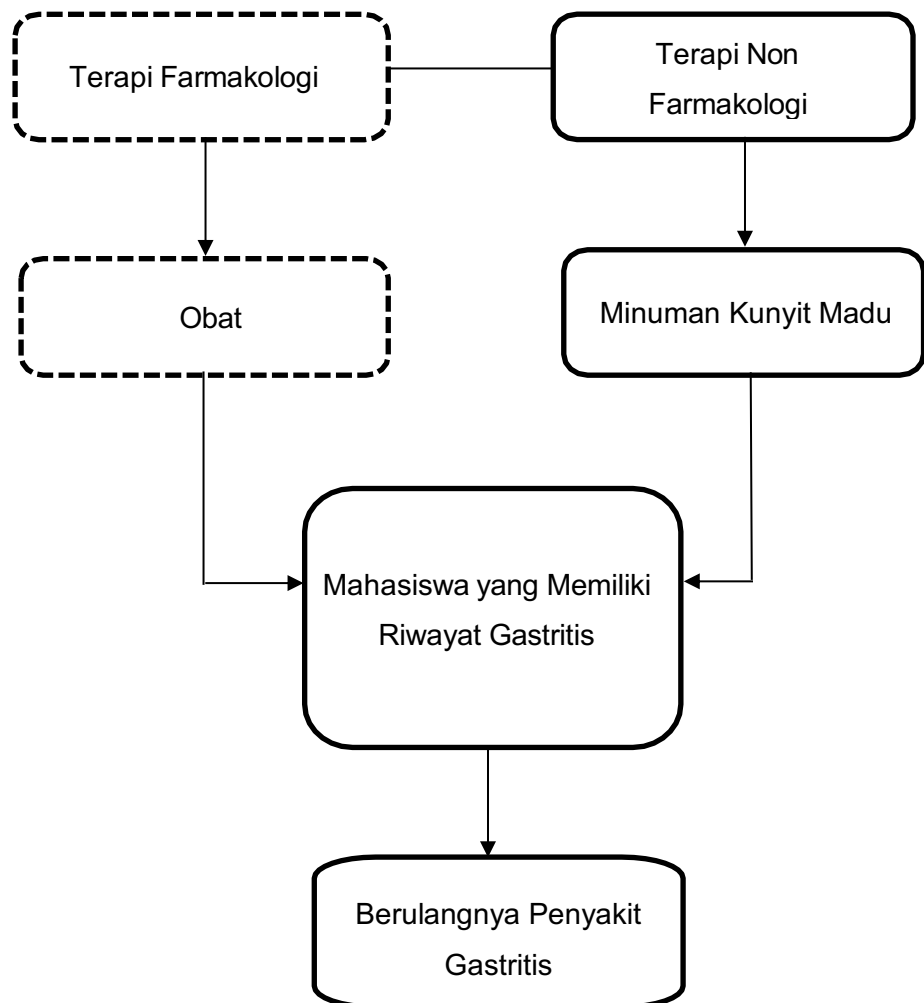 Terapi Farmakologi
Terapi Non
Farmakologi
Obat
Minuman Kunyit Madu
Mahasiswa yang Memiliki
Riwayat Gastritis
Berulangnya Penyakit
Gastritis